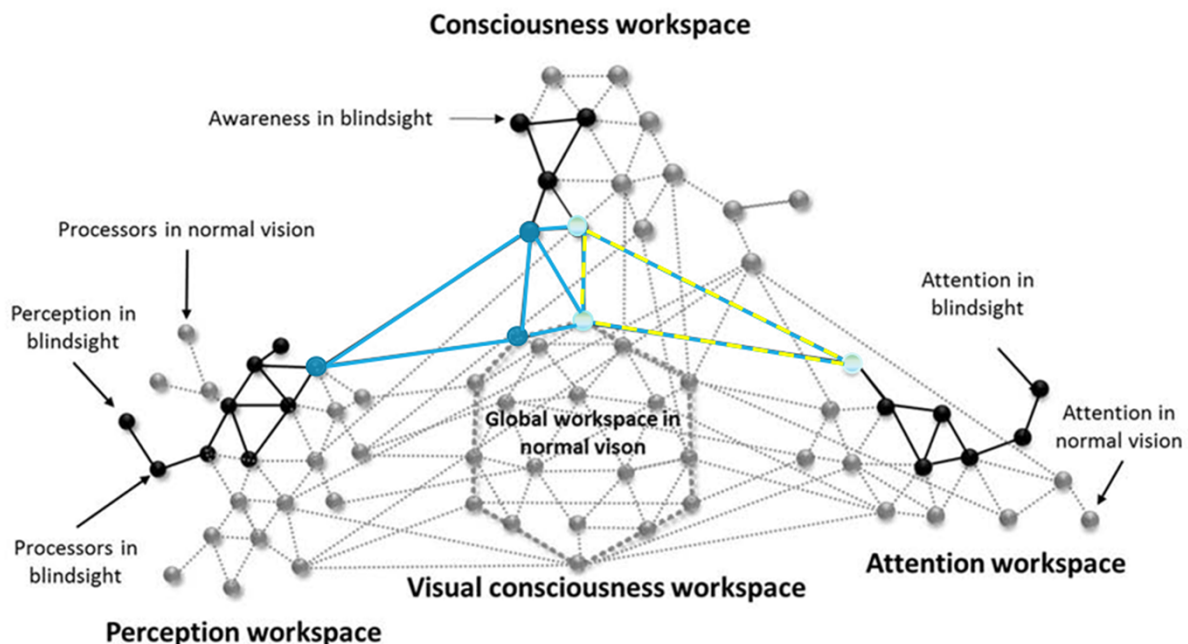 Consciousness workspace
Awareness in blindsight
Processors in normal vision
Perception in
blindsight
Attention in
blindsight
Attention in
normal vision
Global workspace in
normal vison
Processors in
blindsight
Visual consciousness workspace
Attention workspace
Perception workspace